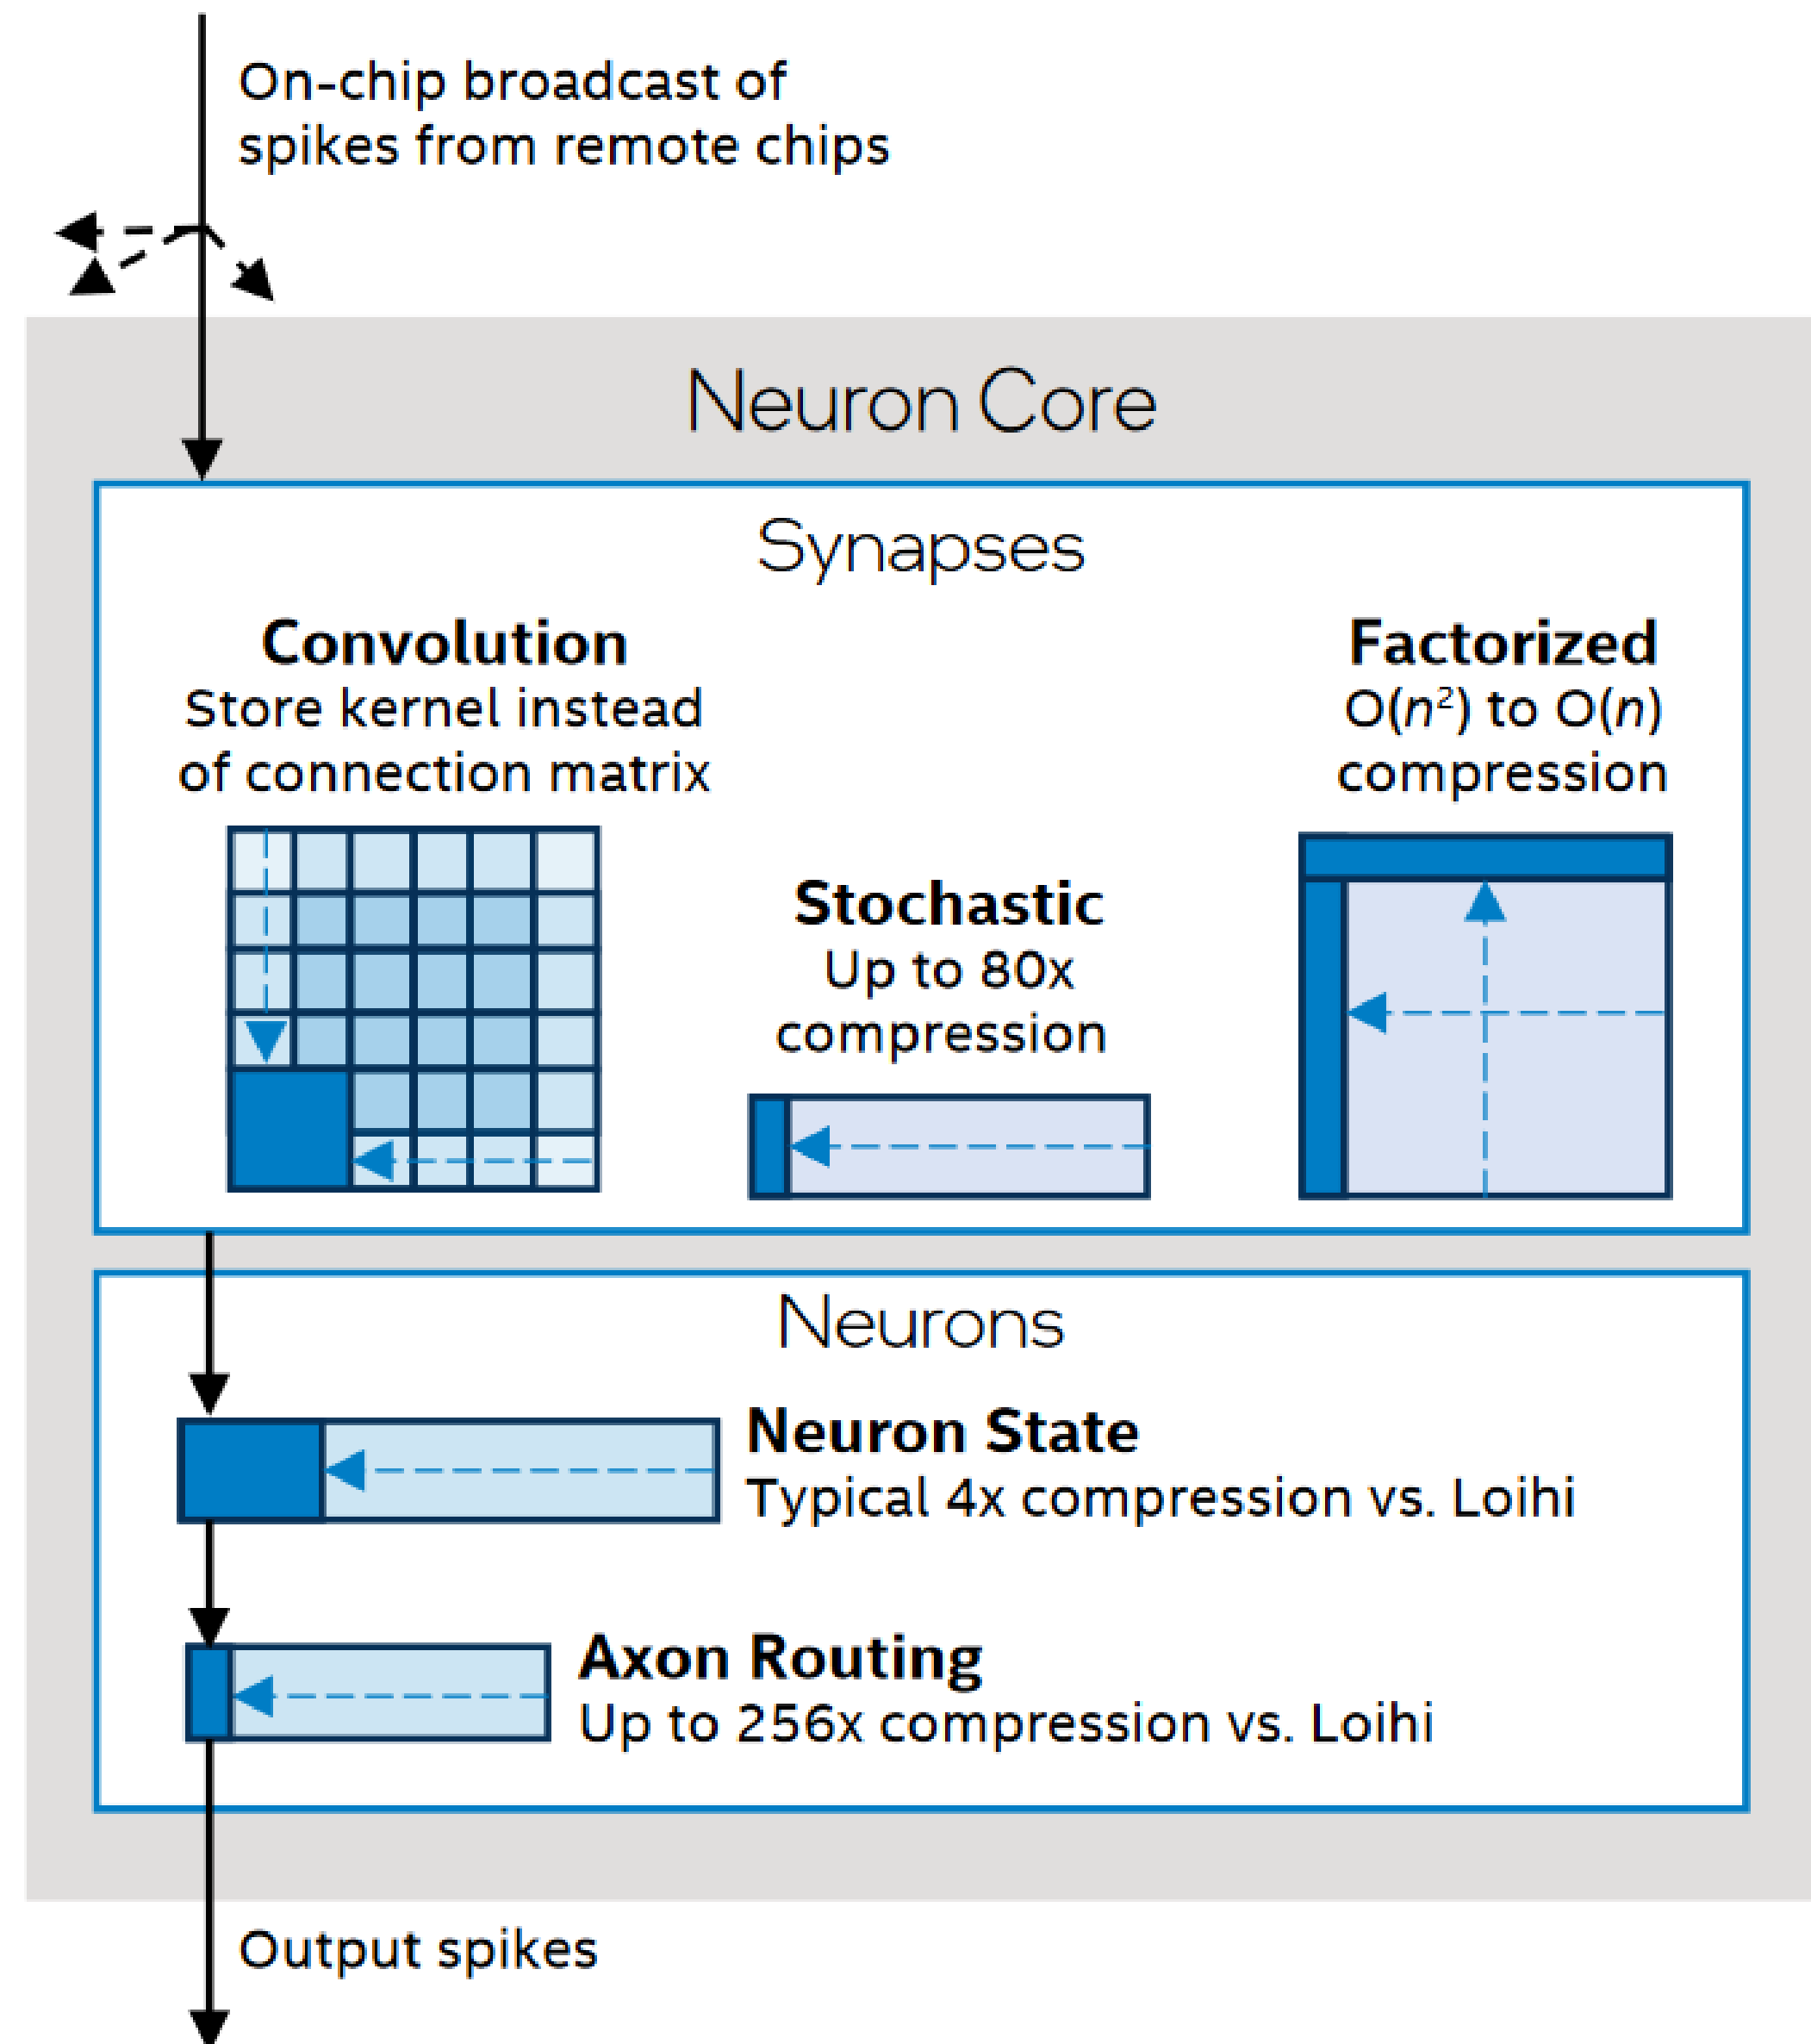 On-chip broadcast of
spikes from remote chips
Neuron Core
Synapses
Convolution
Store kernel instead
of connection matrix
Stochastic
Up to 80x
compression
Factorized
O(n²) to O(n)
compression
Neurons
Neuron State
Typical 4x compression vs. Loihi
Axon Routing
Up to 256x compression vs. Loihi
Output spikes